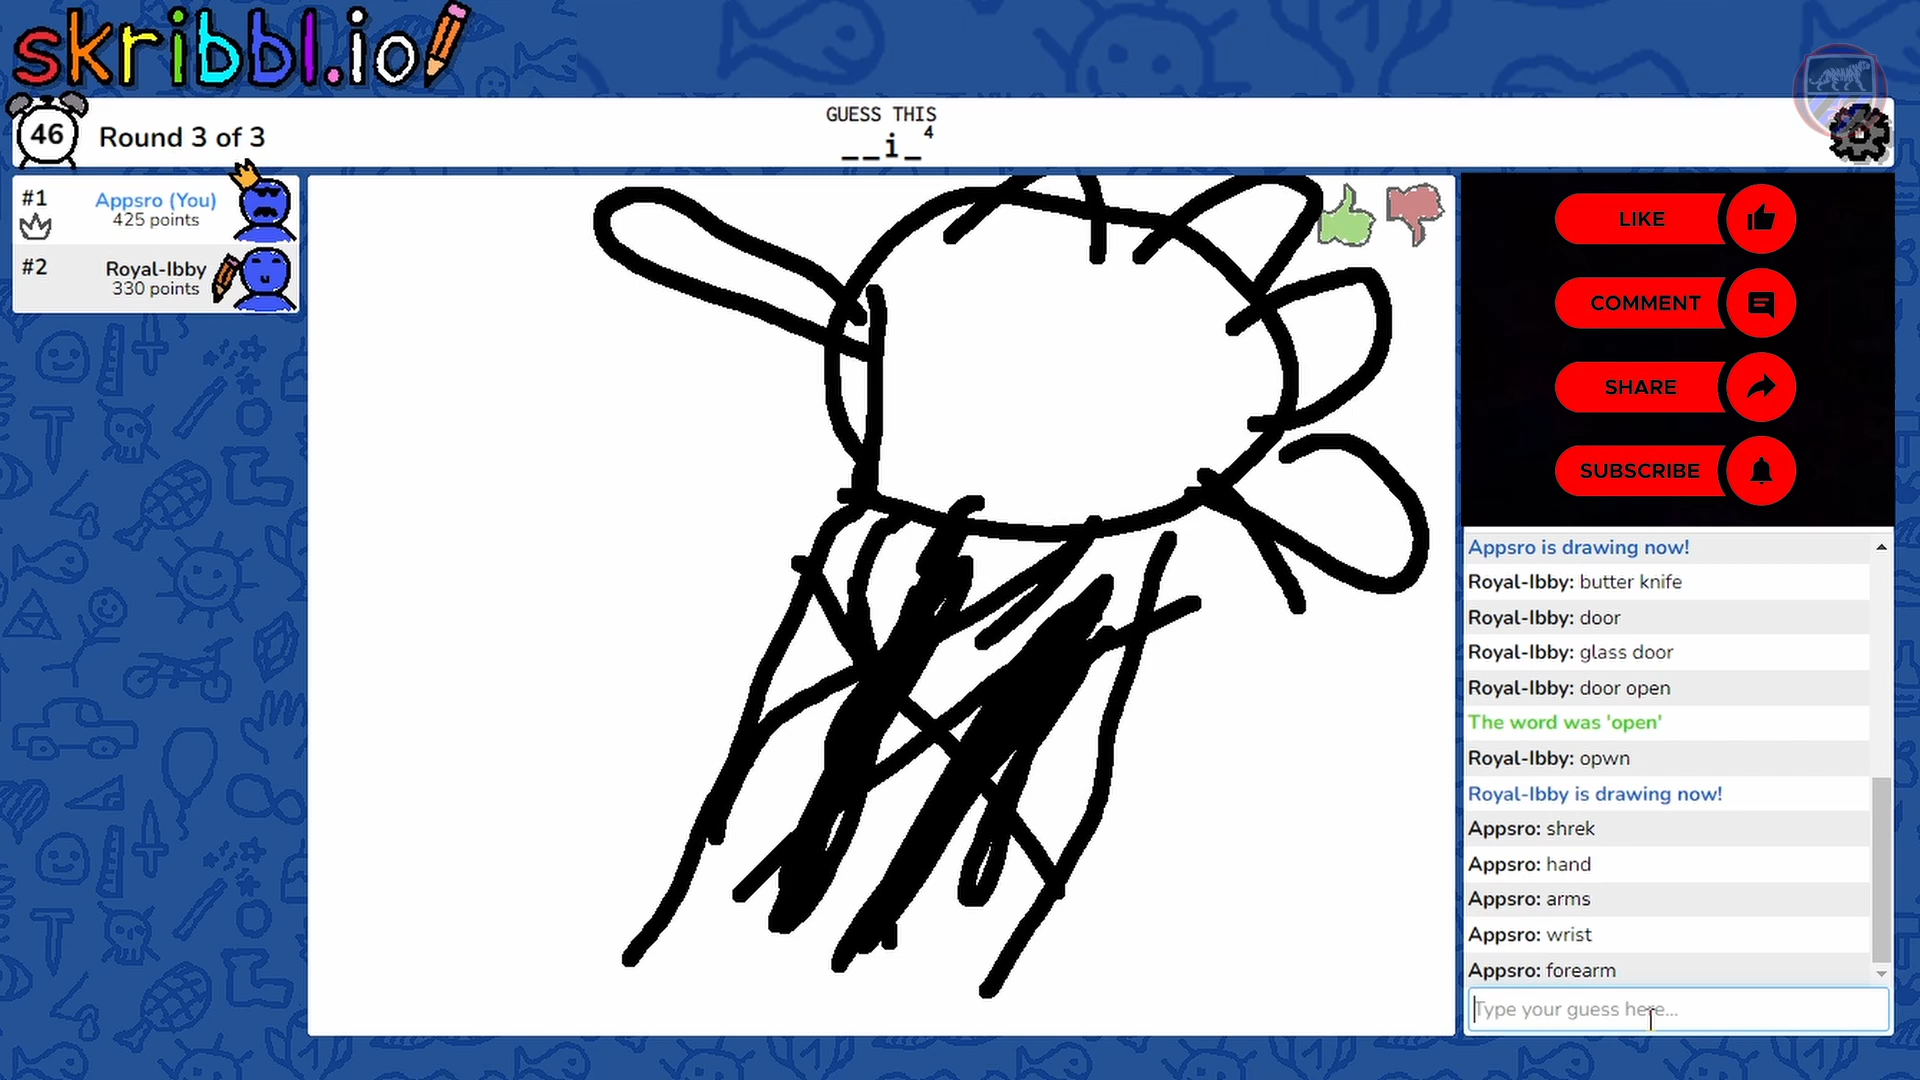 skribbl.io
46
Round 3 of 3
GUESS THIS
__i_ 4
#1
Appsro (You)
425 points
#2
Royal-Ibby
330 points
LIKE
COMMENT
SHARE
SUBSCRIBE
Appsro is drawing now!
Royal-Ibby: butter knife
Royal-Ibby: door
Royal-Ibby: glass door
Royal-Ibby: door open
The word was 'open'
Royal-Ibby: opwn
Royal-Ibby is drawing now!
Appsro: shrek
Appsro: hand
Appsro: arms
Appsro: wrist
Appsro: forearm
Type your guess here...